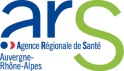 ars
Agence Régionale de Santé
Auvergne-
Rhône-Alpes